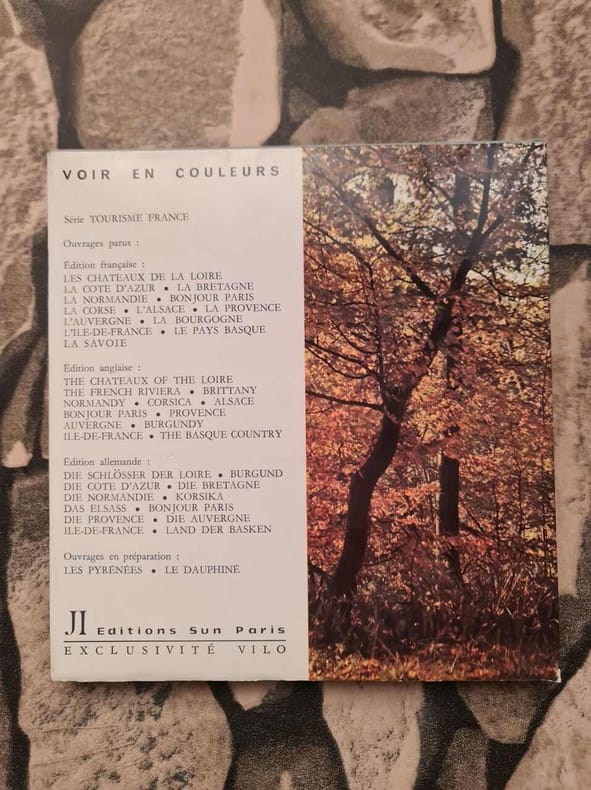 VOIR EN COULEURS
Série TOURISME FRANCE
Ouvrages parus :
Édition française :
LES CHATEAUX DE LA LOIRE
LA COTE D'AZUR • LA BRETAGNE
LA NORMANDIE • BONJOUR PARIS
LA CORSE • L'ALSACE • LA PROVENCE
L'AUVERGNE • LA BOURGOGNE
L'ILE-DE-FRANCE • LE PAYS BASQUE
LA SAVOIE
Édition anglaise :
THE CHATEAUX OF THE LOIRE
THE FRENCH RIVIERA • BRITTANY
NORMANDY • CORSICA • ALSACE
BONJOUR PARIS • PROVENCE
AUVERGNE • BURGUNDY
ILE-DE-FRANCE • THE BASQUE COUNTRY
Édition allemande :
DIE SCHLÖSSER DER LOIRE • BURGUND
DIE COTE D'AZUR • DIE BRETAGNE
DIE NORMANDIE • KORSIKA
DAS ELSASS • BONJOUR PARIS
DIE PROVENCE • DIE AUVERGNE
ILE-DE-FRANCE • LAND DER BASKEN
Ouvrages en préparation :
LES PYRÉNÉES • LE DAUPHINÉ
JI Editions Sun Paris
EXCLUSIVITÉ VILO